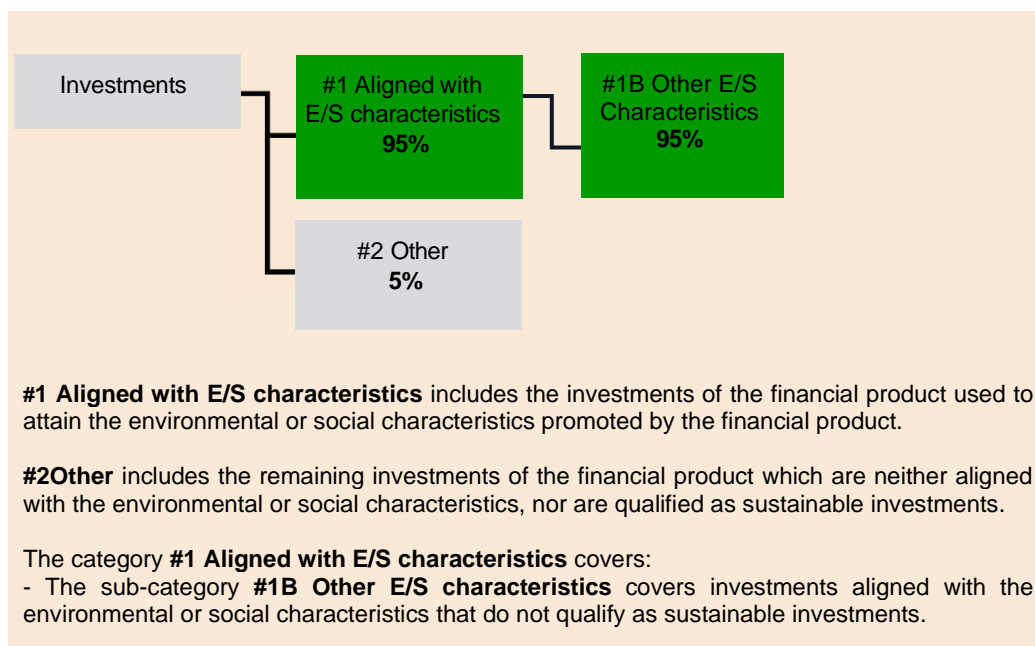 Investments
#1 Aligned with
E/S characteristics
95%
#1B Other E/S
Characteristics
95%
#2 Other
5%
#1 Aligned with E/S characteristics includes the investments of the financial product used to
attain the environmental or social characteristics promoted by the financial product.
#2Other includes the remaining investments of the financial product which are neither aligned
with the environmental or social characteristics, nor are qualified as sustainable investments.
The category #1 Aligned with E/S characteristics covers:
- The sub-category #1B Other E/S characteristics covers investments aligned with the
environmental or social characteristics that do not qualify as sustainable investments.